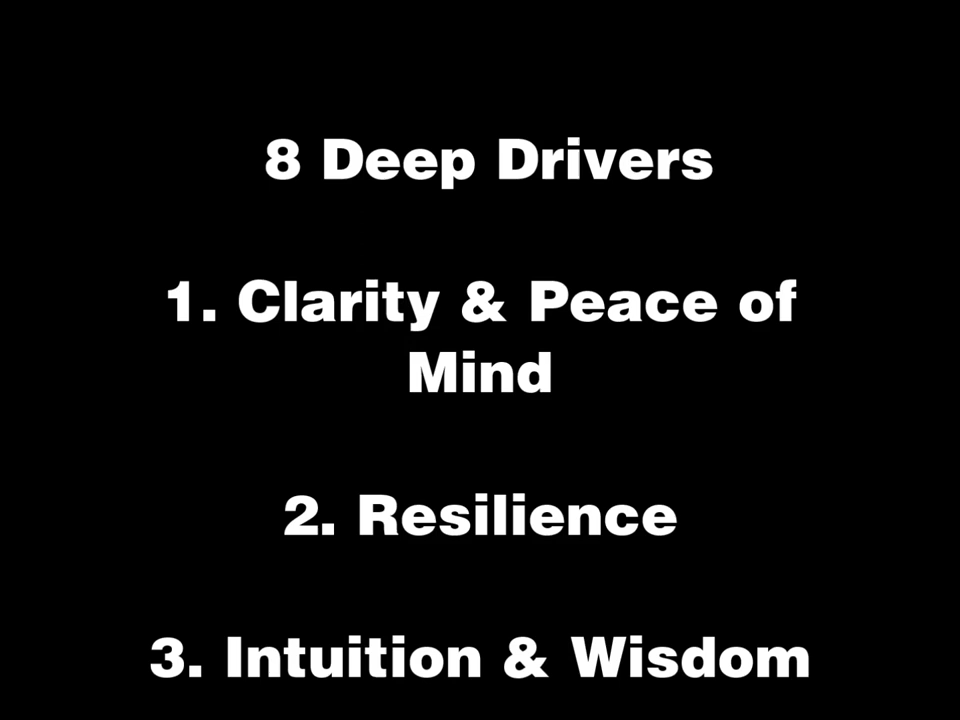 8 Deep Drivers
1. Clarity & Peace of
Mind
2. Resilience
3. Intuition & Wisdom